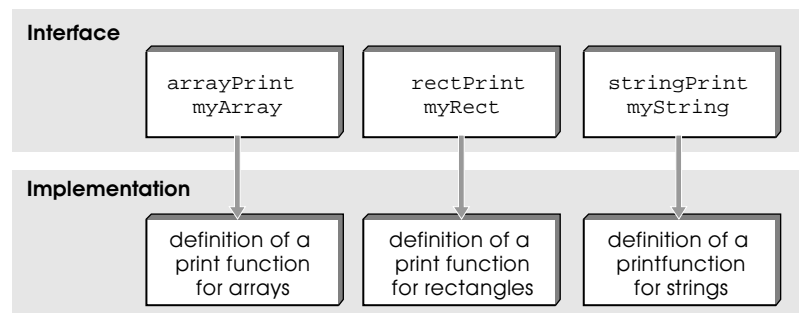 Interface
arrayPrint
myArray
rectPrint
myRect
stringPrint
myString
Implementation
definition of a
print function
for arrays
definition of a
print function
for rectangles
definition of a
printfunction
for strings